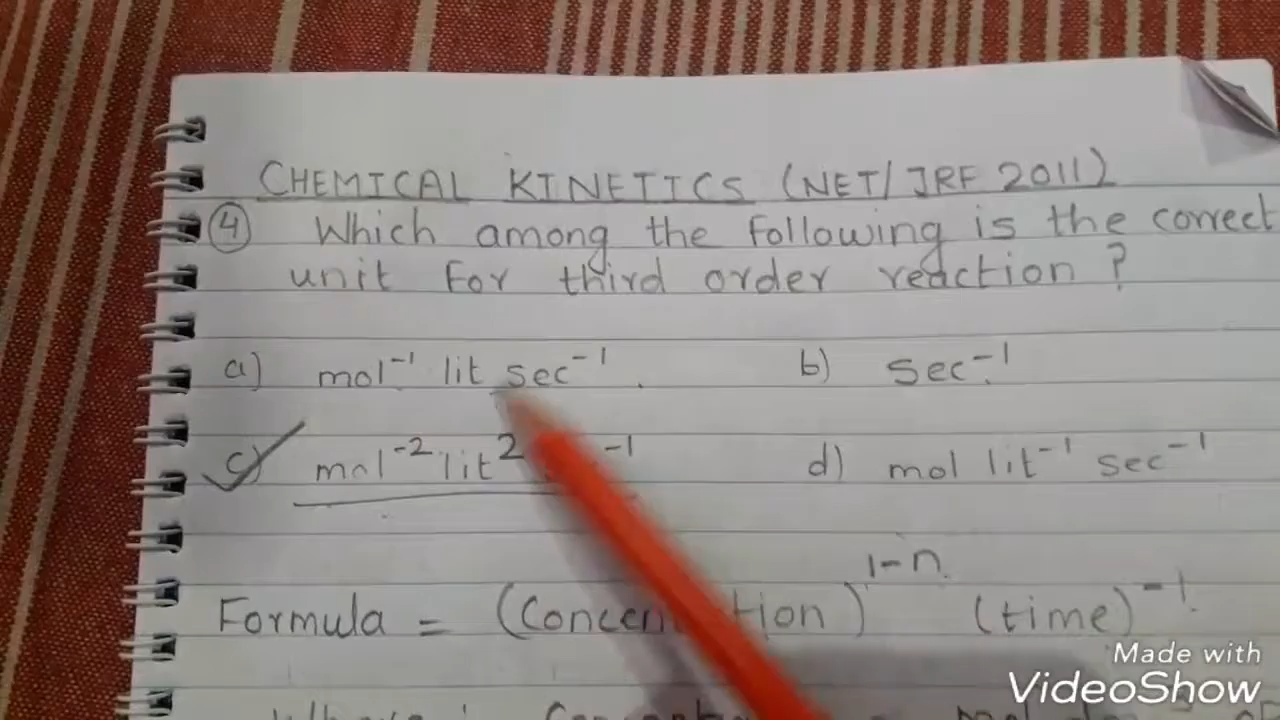 CHEMICAL KINETICS (NET/JRF 2011)
④ Which among the following is the correct
unit for third order reaction ?
a) mol⁻¹ lit sec⁻¹. b) sec⁻¹.
c) mol⁻² lit² ⁻¹ d) mol lit⁻¹ sec⁻¹
Formula = ( )¹⁻ⁿ (time)⁻¹.
Made with
VideoShow